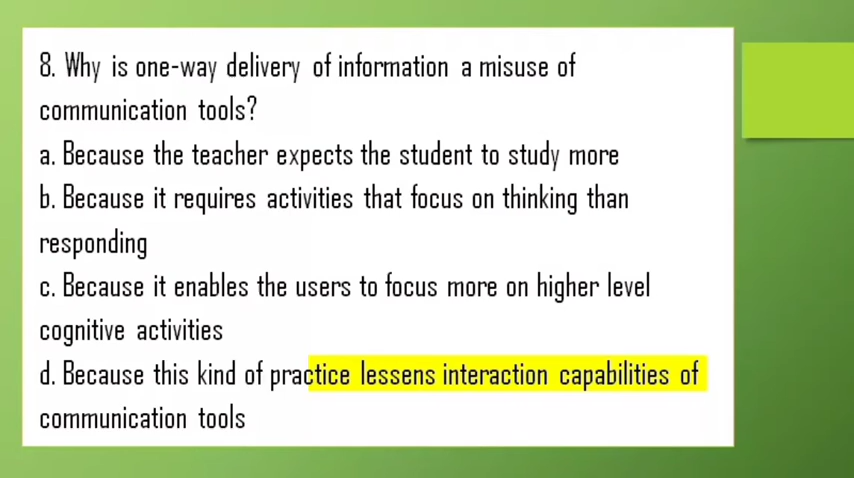 8. Why is one-way delivery of information a misuse of
communication tools?
a. Because the teacher expects the student to study more
b. Because it requires activities that focus on thinking than
responding
c. Because it enables the users to focus more on higher level
cognitive activities
d. Because this kind of practice lessens interaction capabilities of
communication tools